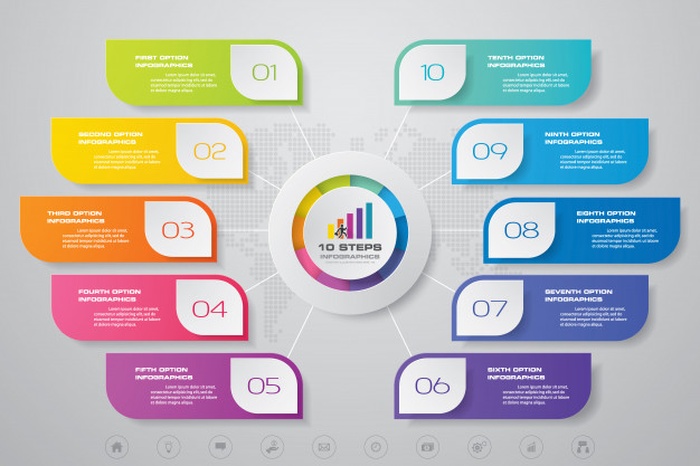 FIRST OPTION
INFOGRAPHICS
Lorem ipsum dolor sit amet,
consectetur adipiscing elit, sed do
eiusmod tempor incididunt ut labore
et dolore magna aliqua.
01
SECOND OPTION
INFOGRAPHICS
Lorem ipsum dolor sit amet,
consectetur adipiscing elit, sed do
eiusmod tempor incididunt ut labore
et dolore magna aliqua.
02
THIRD OPTION
INFOGRAPHICS
Lorem ipsum dolor sit amet,
consectetur adipiscing elit, sed do
eiusmod tempor incididunt ut labore
et dolore magna aliqua.
03
FOURTH OPTION
INFOGRAPHICS
Lorem ipsum dolor sit amet,
consectetur adipiscing elit, sed do
eiusmod tempor incididunt ut labore
et dolore magna aliqua.
04
FIFTH OPTION
INFOGRAPHICS
Lorem ipsum dolor sit amet,
consectetur adipiscing elit, sed do
eiusmod tempor incididunt ut labore
et dolore magna aliqua.
05
10 STEPS
INFOGRAPHICS
10
TENTH OPTION
INFOGRAPHICS
Lorem ipsum dolor sit amet,
consectetur adipiscing elit, sed do
eiusmod tempor incididunt ut labore
et dolore magna aliqua.
09
NINTH OPTION
INFOGRAPHICS
Lorem ipsum dolor sit amet,
consectetur adipiscing elit, sed do
eiusmod tempor incididunt ut labore
et dolore magna aliqua.
08
EIGHTH OPTION
INFOGRAPHICS
Lorem ipsum dolor sit amet,
consectetur adipiscing elit, sed do
eiusmod tempor incididunt ut labore
et dolore magna aliqua.
07
SEVENTH OPTION
INFOGRAPHICS
Lorem ipsum dolor sit amet,
consectetur adipiscing elit, sed do
eiusmod tempor incididunt ut labore
et dolore magna aliqua.
06
SIXTH OPTION
INFOGRAPHICS
Lorem ipsum dolor sit amet,
consectetur adipiscing elit, sed do
eiusmod tempor incididunt ut labore
et dolore magna aliqua.